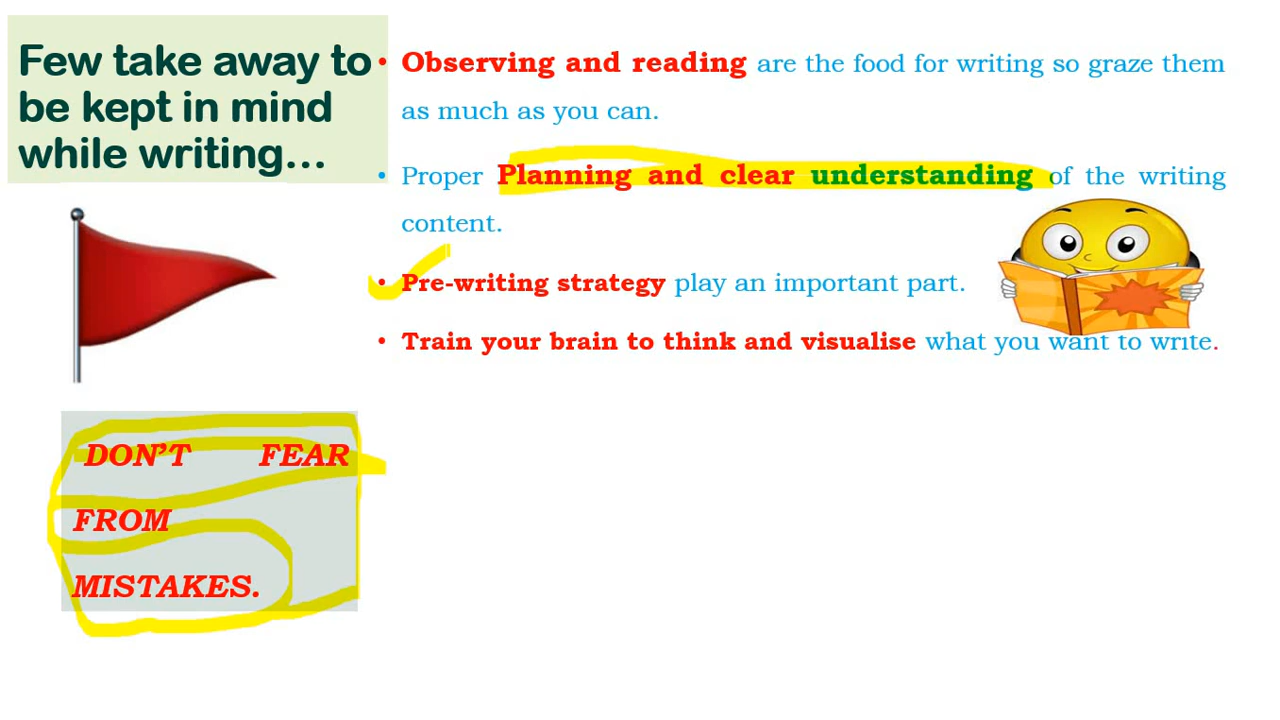 Few take away to
be kept in mind
while writing...
• Observing and reading are the food for writing so graze them
as much as you can.
• Proper Planning and clear understanding of the writing
content.
• Pre-writing strategy play an important part.
• Train your brain to think and visualise what you want to write.
DON'T FEAR
FROM
MISTAKES.